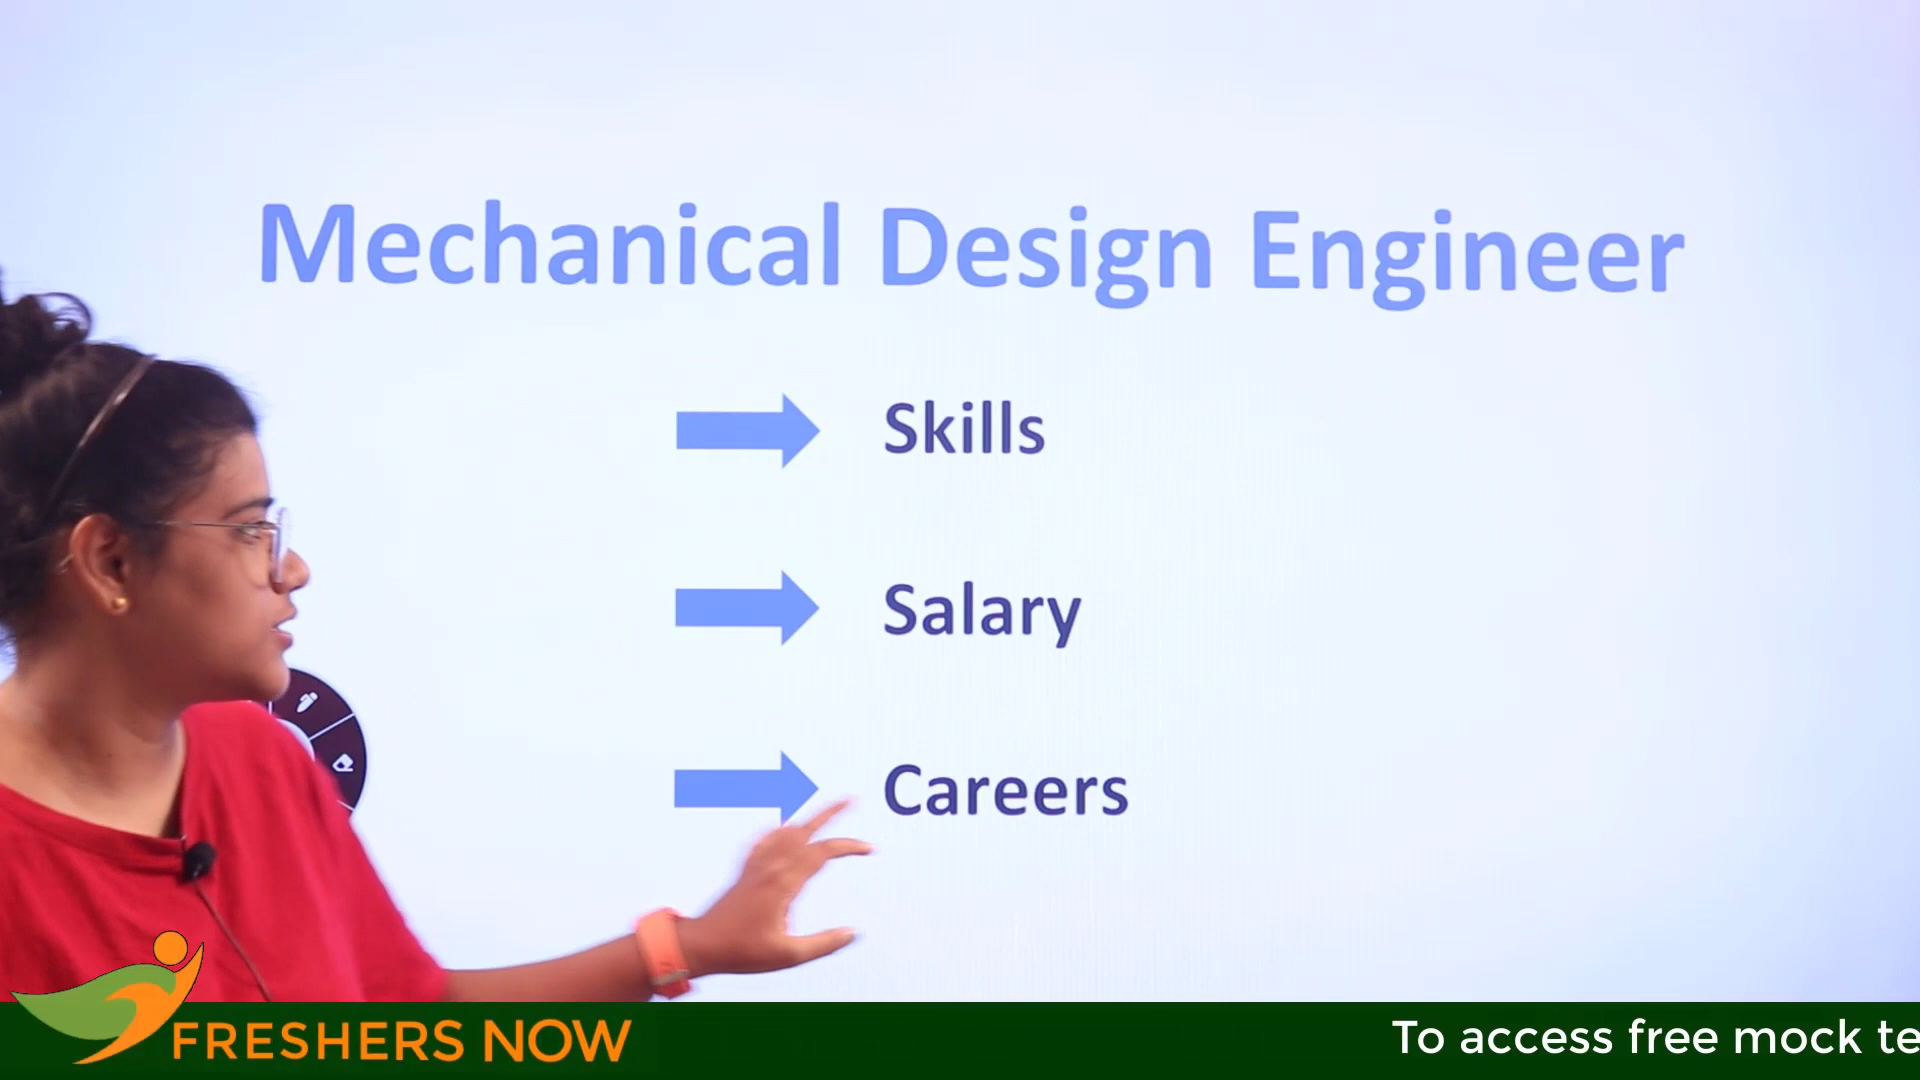 Mechanical Design Engineer
Skills
Salary
Careers
FRESHERS NOW
To access free mock te